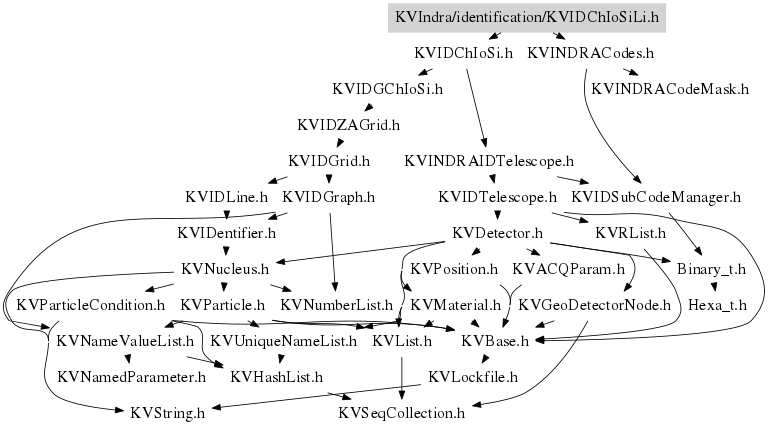 KVIndra/identification/KVIDChIoSiLi.h
KVIDChIoSi.h KVINDRACodes.h
KVIDGChIoSi.h KVINDRACodeMask.h
KVIDZAGrid.h
KVIDGrid.h KVINDRAIDTelescope.h
KVIDLine.h KVIDGraph.h KVIDTelescope.h KVIDSubCodeManager.h
KVIDentifier.h KVDetector.h KVRList.h
KVNucleus.h KVPosition.h KVACQParam.h Binary_t.h
KVParticleCondition.h KVParticle.h KVNumberList.h KVMaterial.h KVGeoDetectorNode.h Hexa_t.h
KVNameValueList.h KVUniqueNameList.h KVList.h KVBase.h
KVNamedParameter.h KVHashList.h KVLockfile.h
KVString.h KVSeqCollection.h